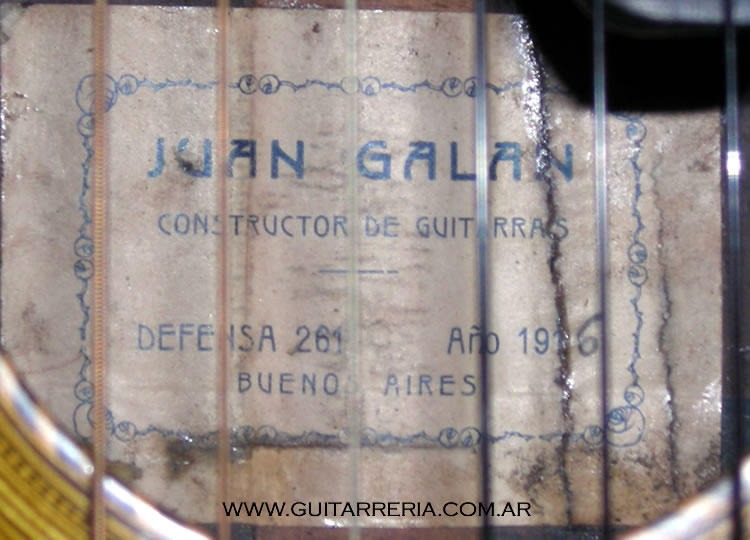 JUAN GALAN
CONSTRUCTOR DE GUITARRAS
DEFENSA 261 Año 1916
BUENOS AIRES
WWW.GUITARRERIA.COM.AR